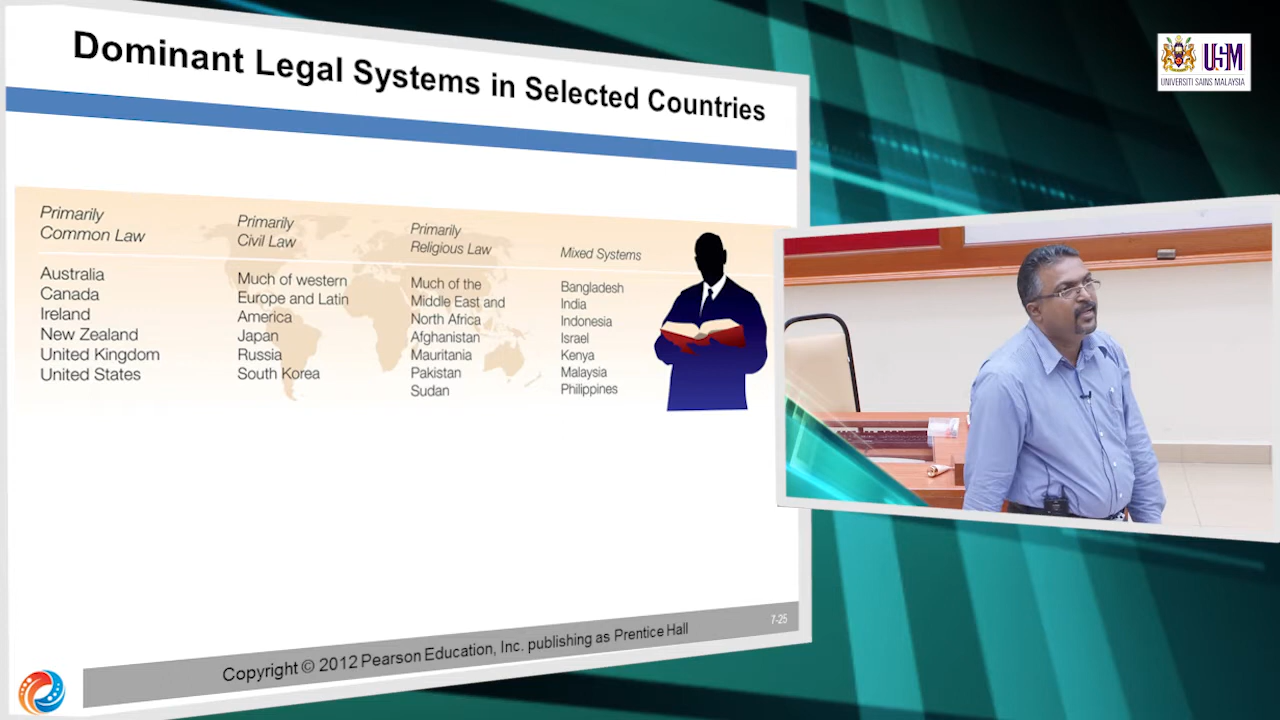 Dominant Legal Systems in Selected Countries
Primarily
Common Law
Australia
Canada
Ireland
New Zealand
United Kingdom
United States
Primarily
Civil Law
Much of western
Europe and Latin
America
Japan
Russia
South Korea
Primarily
Religious Law
Much of the
Middle East and
North Africa
Afghanistan
Mauritania
Pakistan
Sudan
Mixed Systems
Bangladesh
India
Indonesia
Israel
Kenya
Malaysia
Philippines
7-25
Copyright © 2012 Pearson Education, Inc. publishing as Prentice Hall
USM
UNIVERSITI SAINS MALAYSIA